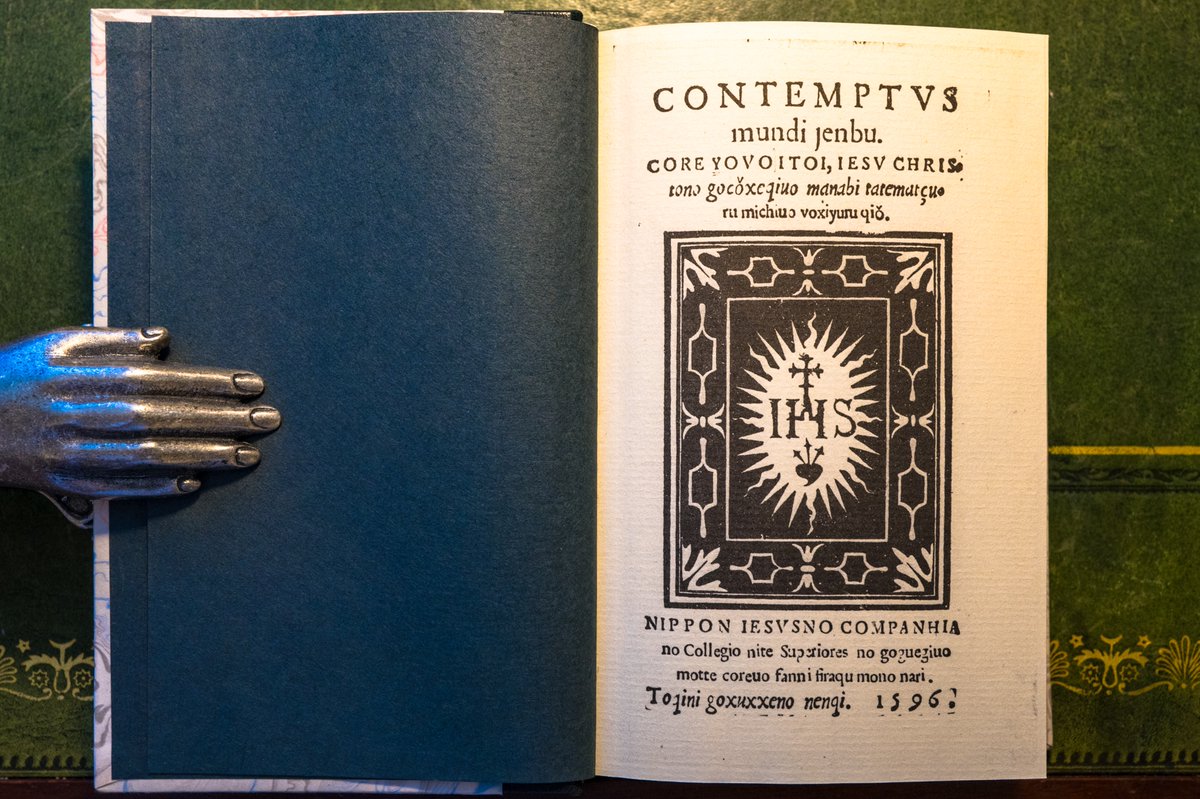 CONTEMPTVS
mundi jenbu.
CORE YOVOITOI, IESV CHRIS-
tono gocŏxeqiuo manabi tatematçu-
ru michiuo voxiyuru qiŏ.
IHS
NIPPON IESVSNO COMPANHIA
no Collegio nite Superiores no goguegiuo
motte coreuo fanni firaqu mono nari.
Toqini goxuxxeno nenqi. 1596.